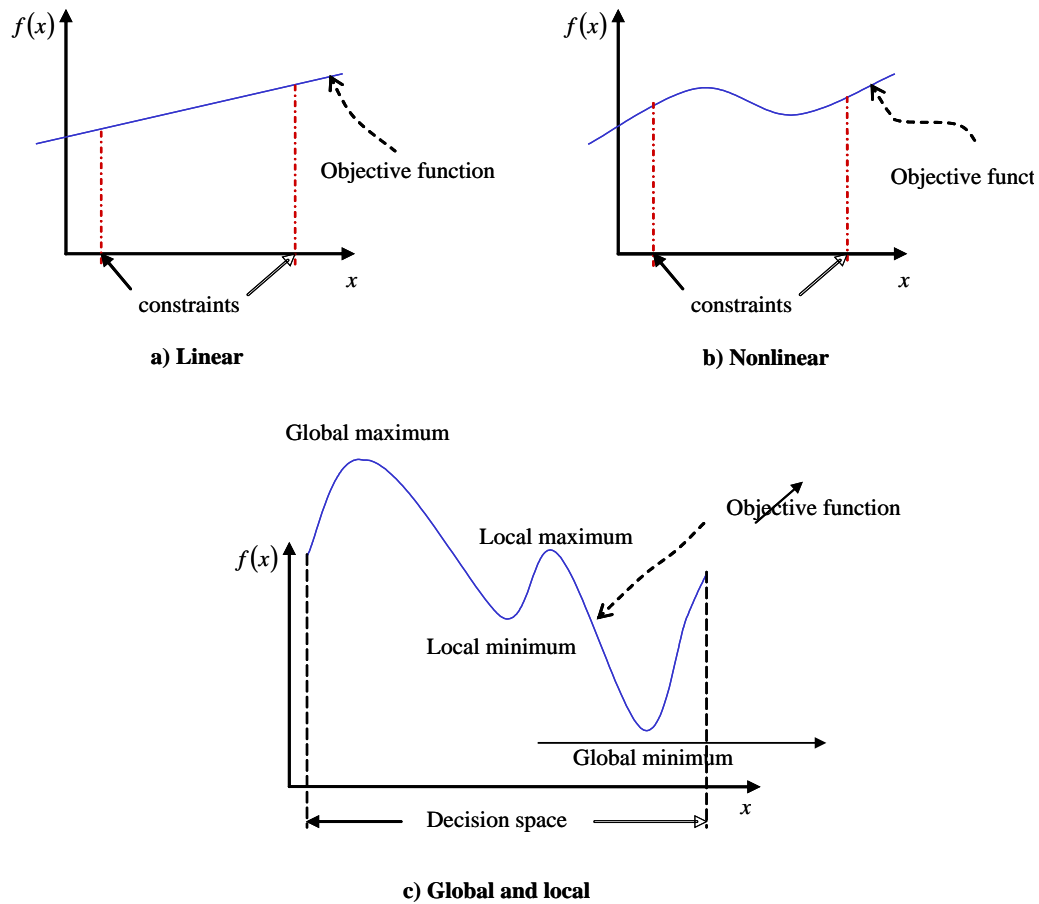 f(x)
Objective function
x
constraints
a) Linear
f(x)
Objective funct
x
constraints
b) Nonlinear
Global maximum
Objective function
Local maximum
f(x)
Local minimum
Global minimum
x
Decision space
c) Global and local